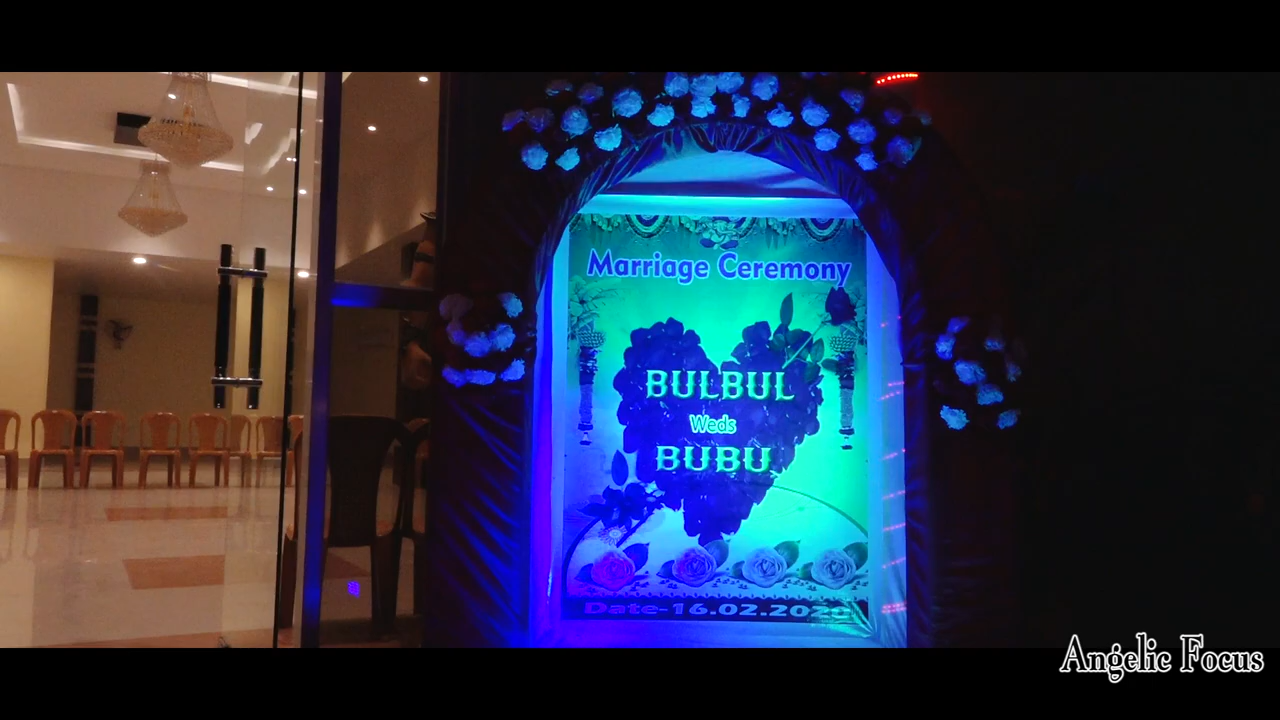 Marriage Ceremony
BULBUL
Weds
BUBU
Date-16.02.2020
Angelic Focus